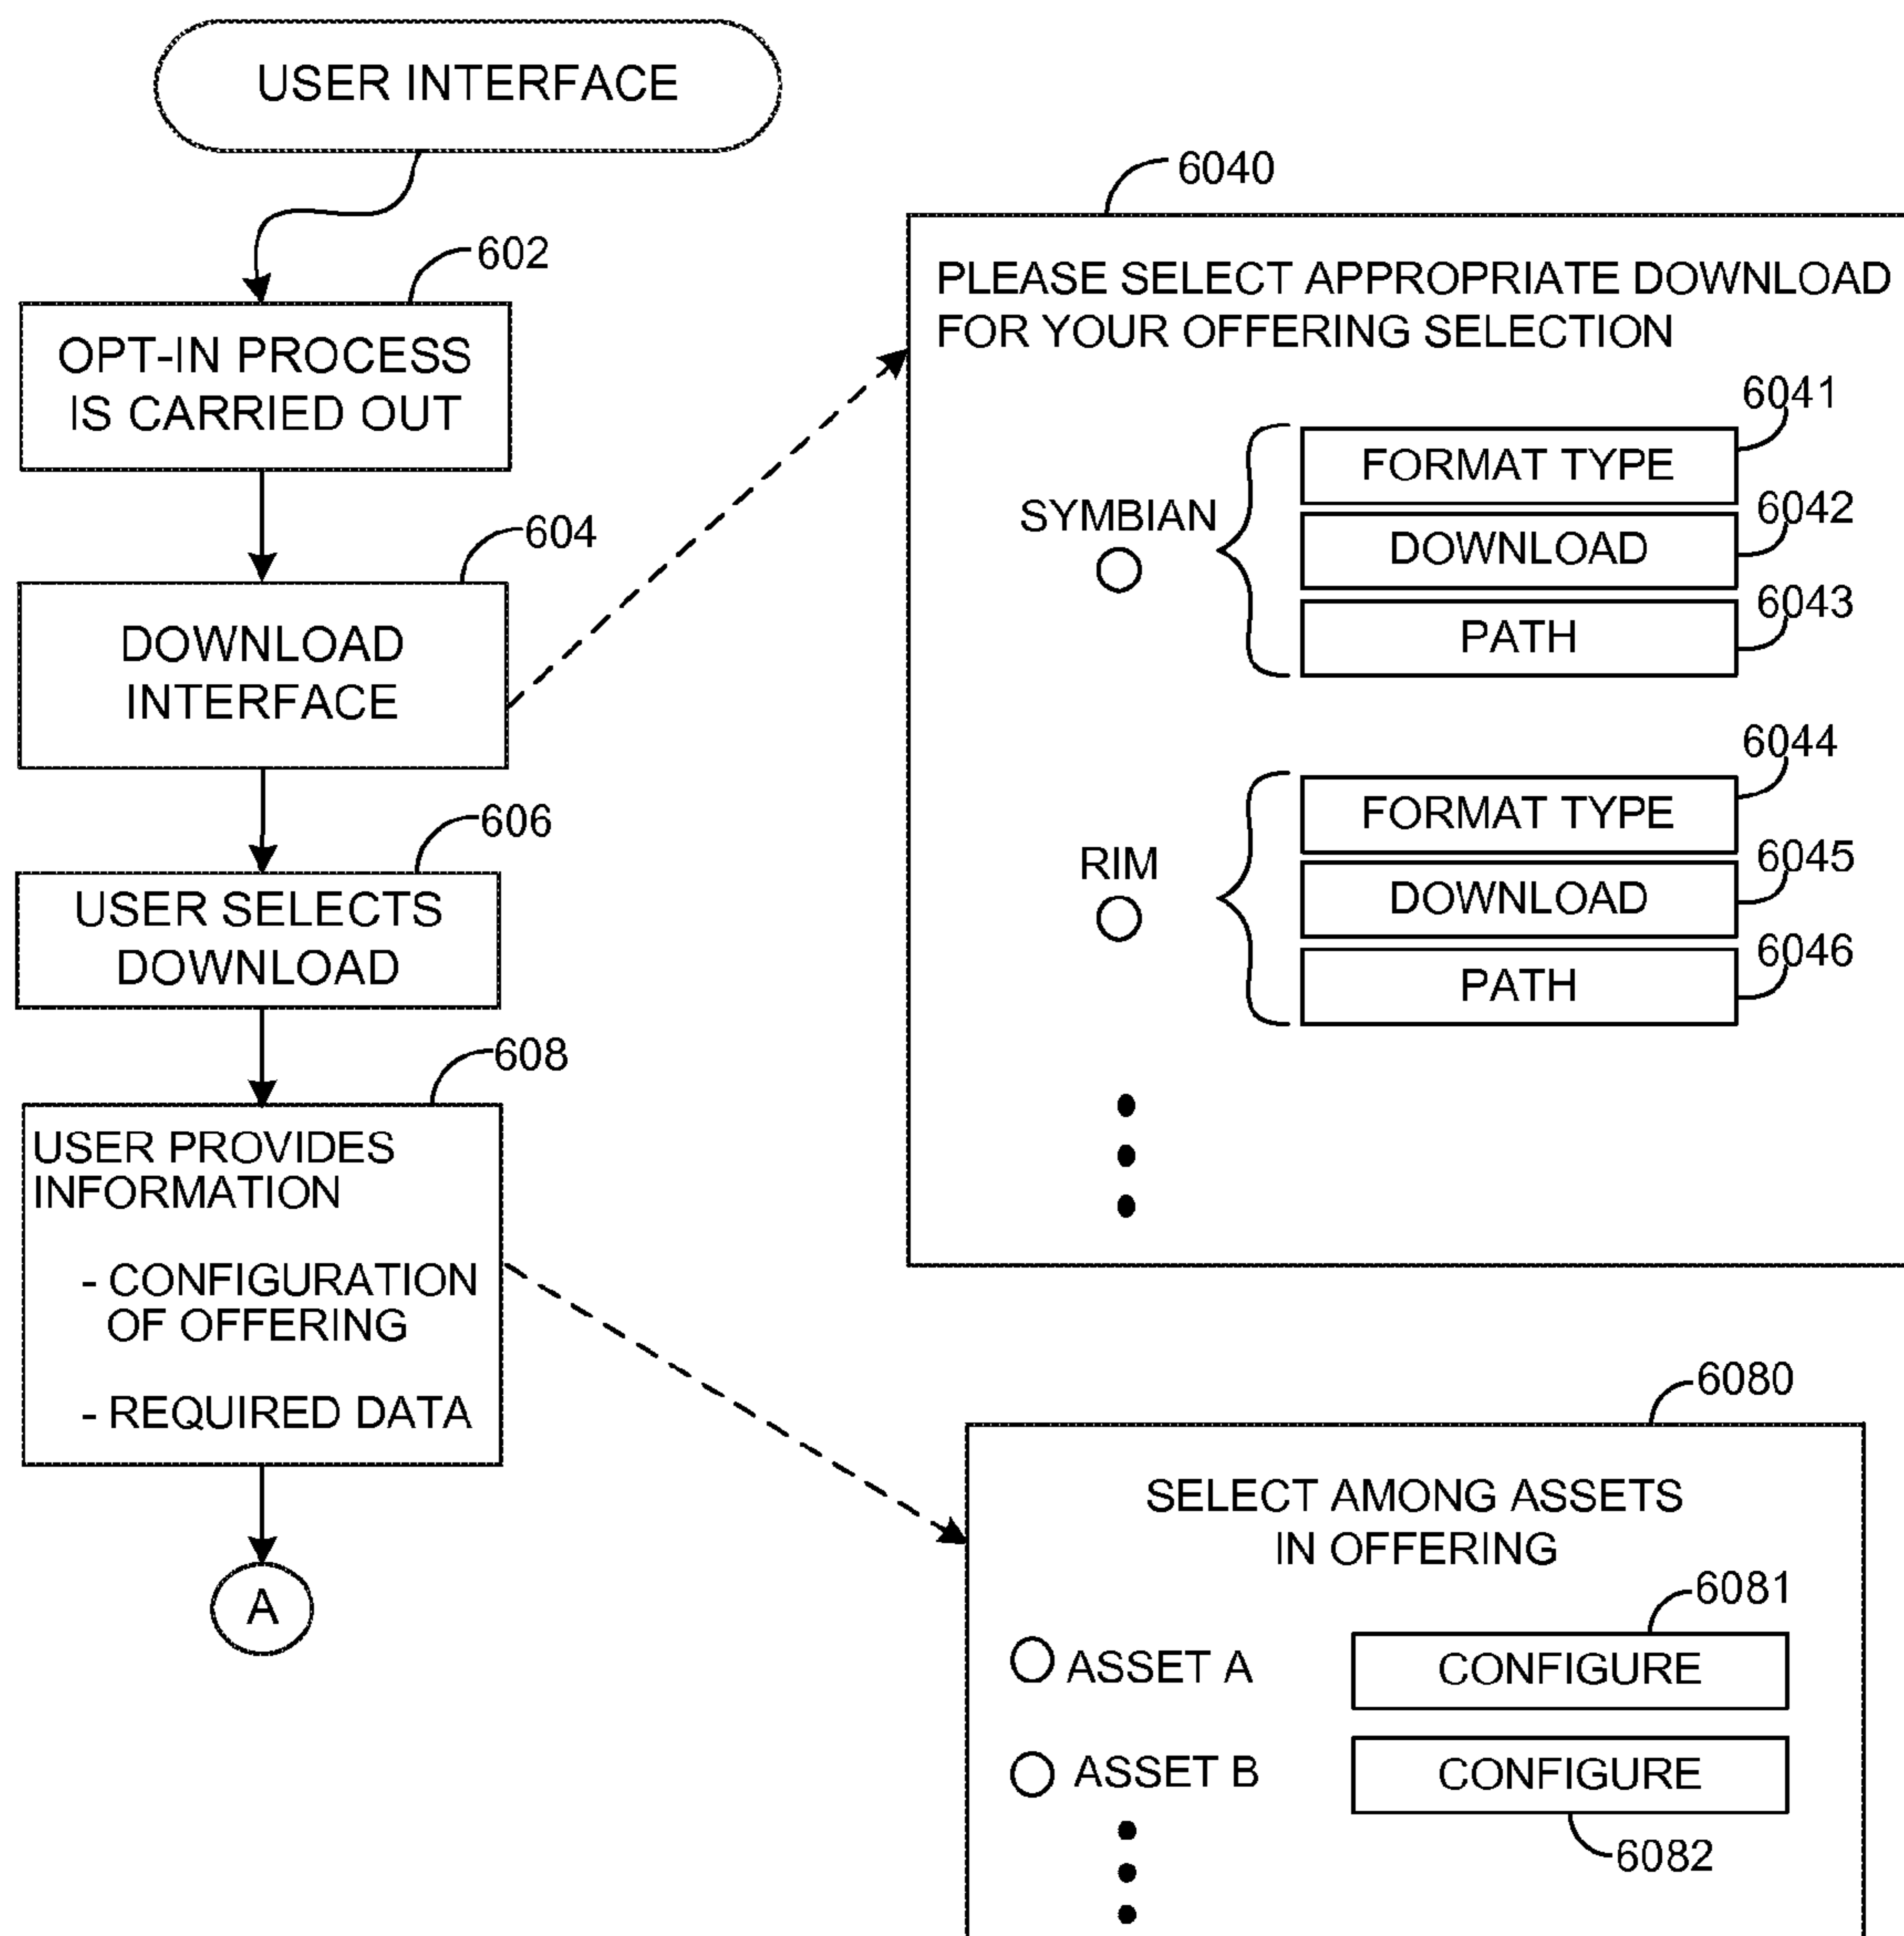 USER INTERFACE
602
OPT-IN PROCESS
IS CARRIED OUT
604
DOWNLOAD
INTERFACE
606
USER SELECTS
DOWNLOAD
608
USER PROVIDES
INFORMATION
- CONFIGURATION
OF OFFERING
- REQUIRED DATA
A
6040
PLEASE SELECT APPROPRIATE DOWNLOAD
FOR YOUR OFFERING SELECTION
SYMBIAN
6041
FORMAT TYPE
6042
DOWNLOAD
6043
PATH
RIM
6044
FORMAT TYPE
6045
DOWNLOAD
6046
PATH
6080
SELECT AMONG ASSETS
IN OFFERING
6081
ASSET A CONFIGURE
ASSET B CONFIGURE
6082